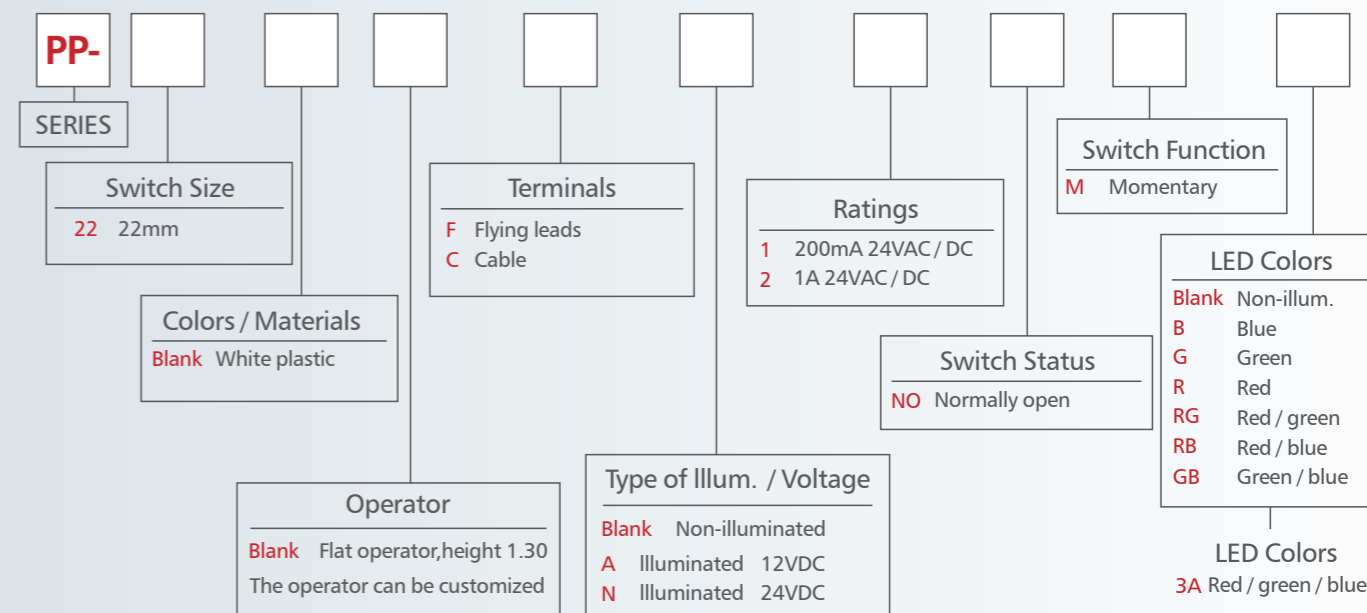 PP-
SERIES
Switch Size
22 22mm
Colors / Materials
Blank White plastic
Operator
Blank Flat operator,height 1.30
The operator can be customized
Terminals
F Flying leads
C Cable
Type of lllum. / Voltage
Blank Non-illuminated
A llluminated 12VDC
N llluminated 24VDC
Ratings
1 200mA 24VAC / DC
2 1A 24VAC / DC
Switch Status
NO Normally open
Switch Function
M Momentary
LED Colors
Blank Non-illum.
B Blue
G Green
R Red
RG Red / green
RB Red / blue
GB Green / blue
LED Colors
3A Red / green / blue